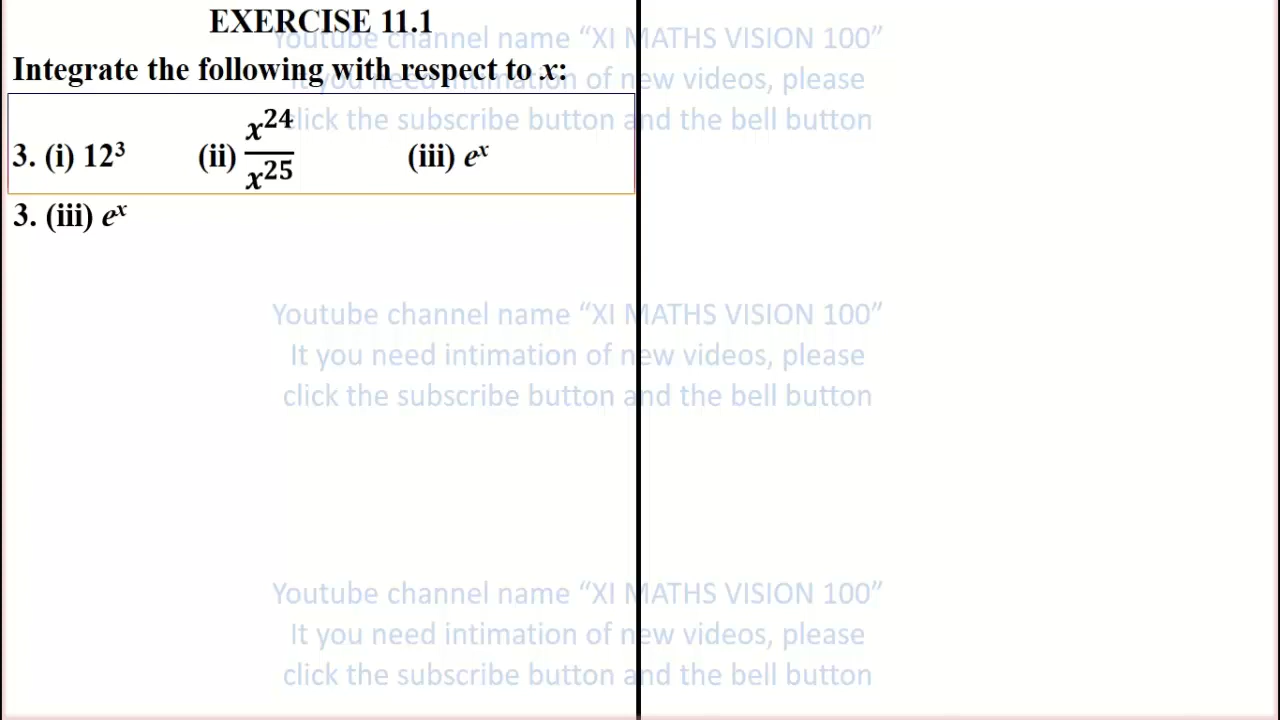 EXERCISE 11.1
Integrate the following with respect to x:
3. (i) 12³ (ii) x²⁴/x²⁵ (iii) eˣ
3. (iii) eˣ
Youtube channel name “XI MATHS VISION 100”
It you need intimation of new videos, please
click the subscribe button and the bell button
Youtube channel name “XI MATHS VISION 100”
It you need intimation of new videos, please
click the subscribe button and the bell button
Youtube channel name “XI MATHS VISION 100”
It you need intimation of new videos, please
click the subscribe button and the bell button